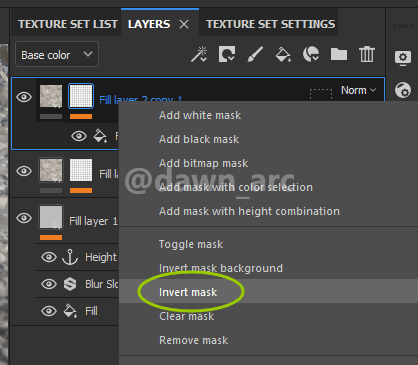 TEXTURE SET LIST LAYERS TEXTURE SET SETTINGS
Base color
Fill layer 2 copy 1 Norm
Add white mask
Add black mask
F
Add bitmap mask
Fill Add mask with color selection
Add mask with height combination
Fill layer 1
Toggle mask
Height
Invert mask background
Blur Slo
Invert mask
Fill
Clear mask
Remove mask
@dawn_arc